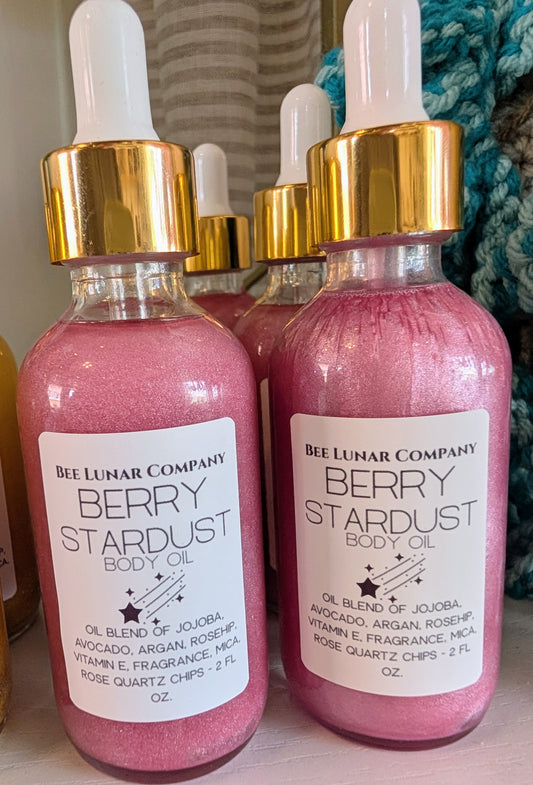 BEE LUNAR COMPANY
BERRY
STARDUST
BODY OIL
OIL BLEND OF JOJOBA,
AVOCADO, ARGAN, ROSEHIP,
VITAMIN E, FRAGRANCE, MICA,
ROSE QUARTZ CHIPS - 2 FL
OZ.
BEE LUNAR COMPANY
BERRY
STARDUST
BODY OIL
OIL BLEND OF JOJOBA,
AVOCADO, ARGAN, ROSEHIP,
VITAMIN E, FRAGRANCE, MICA,
ROSE QUARTZ CHIPS - 2 FL
OZ.